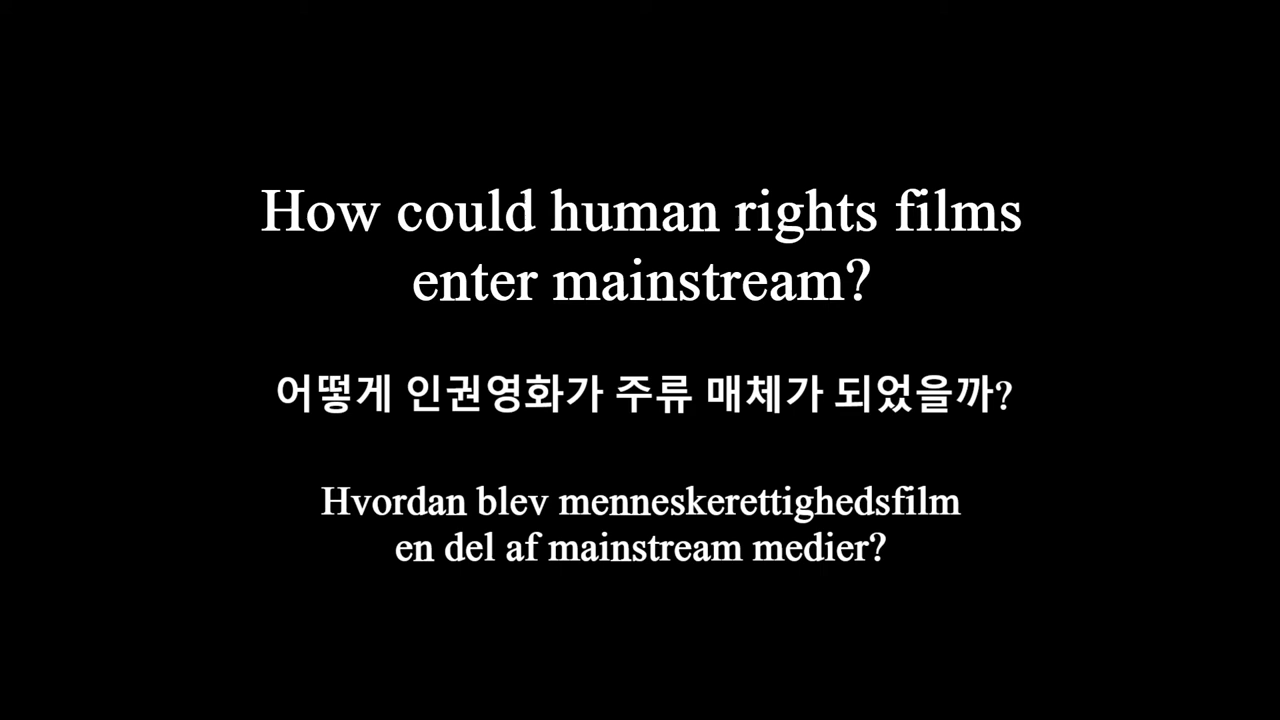 How could human rights films
enter mainstream?
어떻게 인권영화가 주류 매체가 되었을까?
Hvordan blev menneskerettighedsfilm
en del af mainstream medier?